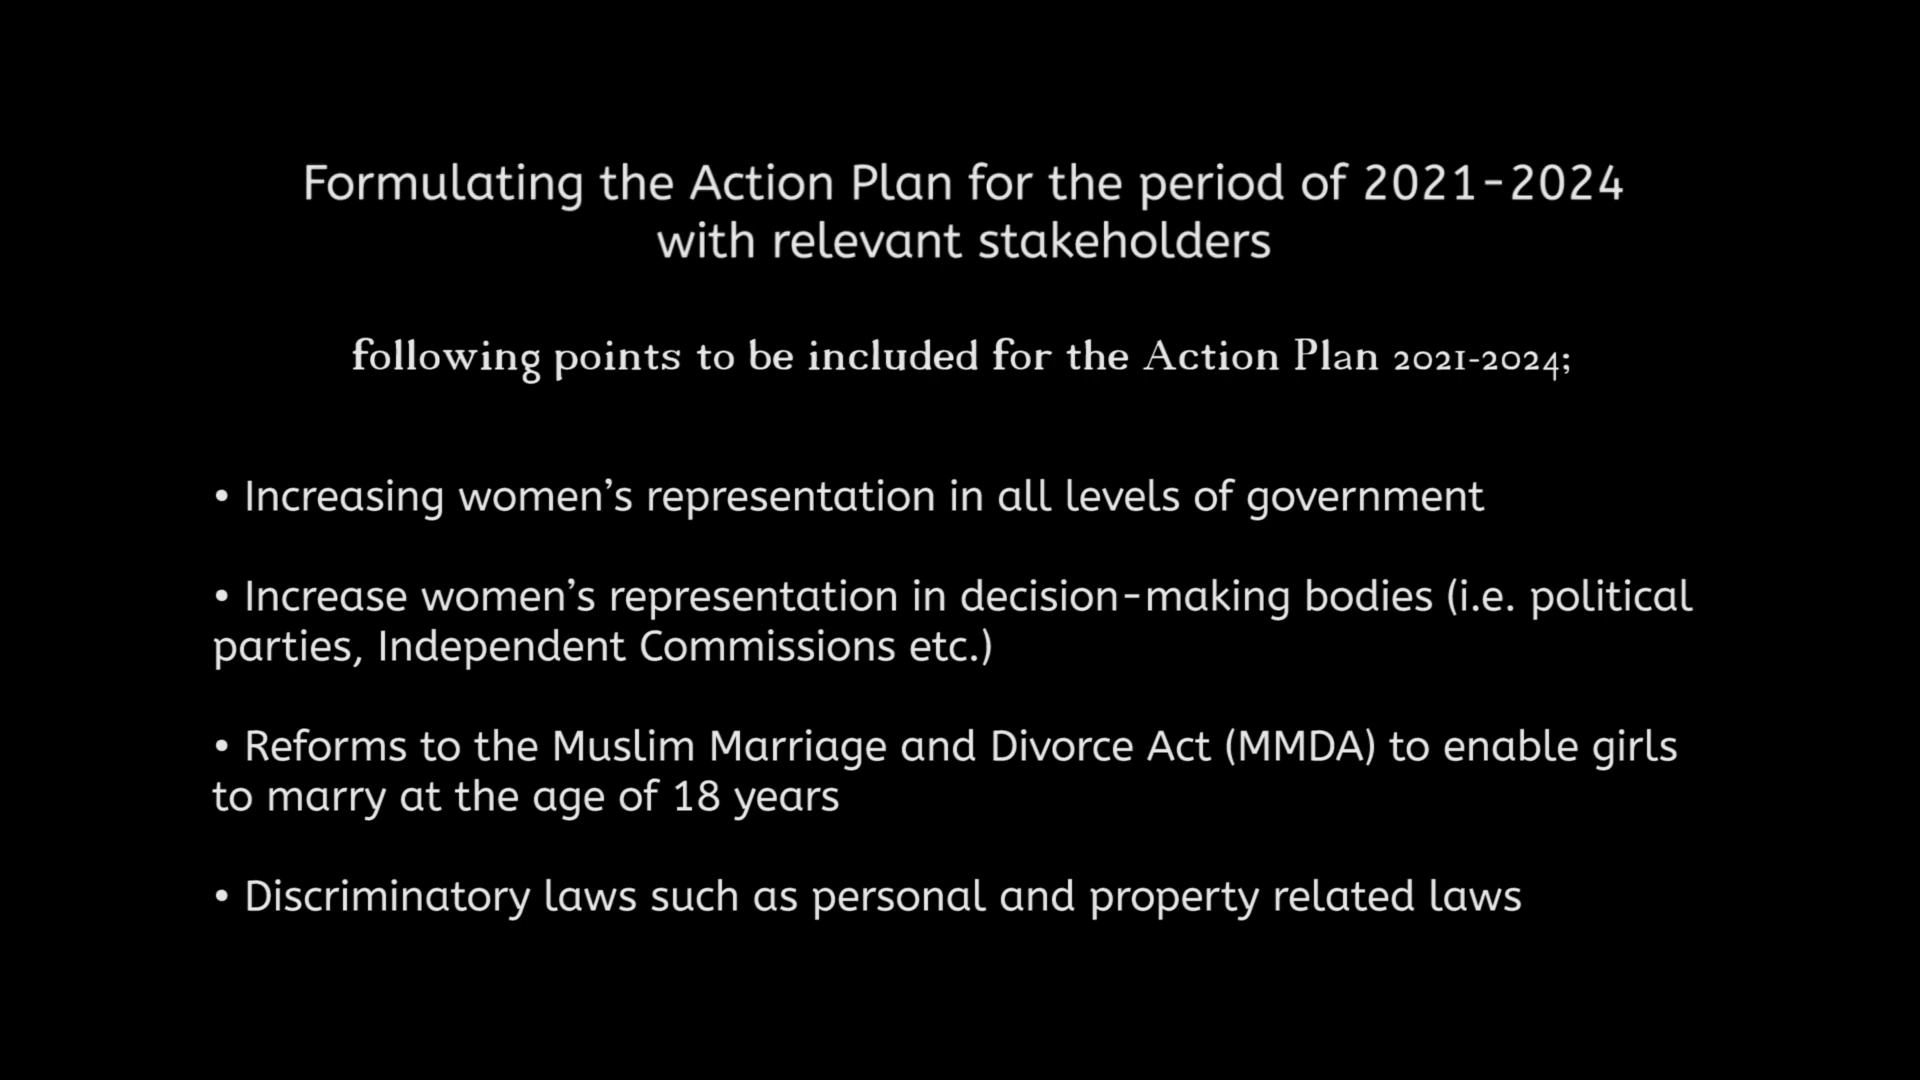 Formulating the Action Plan for the period of 2021-2024
with relevant stakeholders
following points to be included for the Action Plan 2021-2024;
• Increasing women’s representation in all levels of government
• Increase women’s representation in decision-making bodies (i.e. political
parties, Independent Commissions etc.)
• Reforms to the Muslim Marriage and Divorce Act (MMDA) to enable girls
to marry at the age of 18 years
• Discriminatory laws such as personal and property related laws